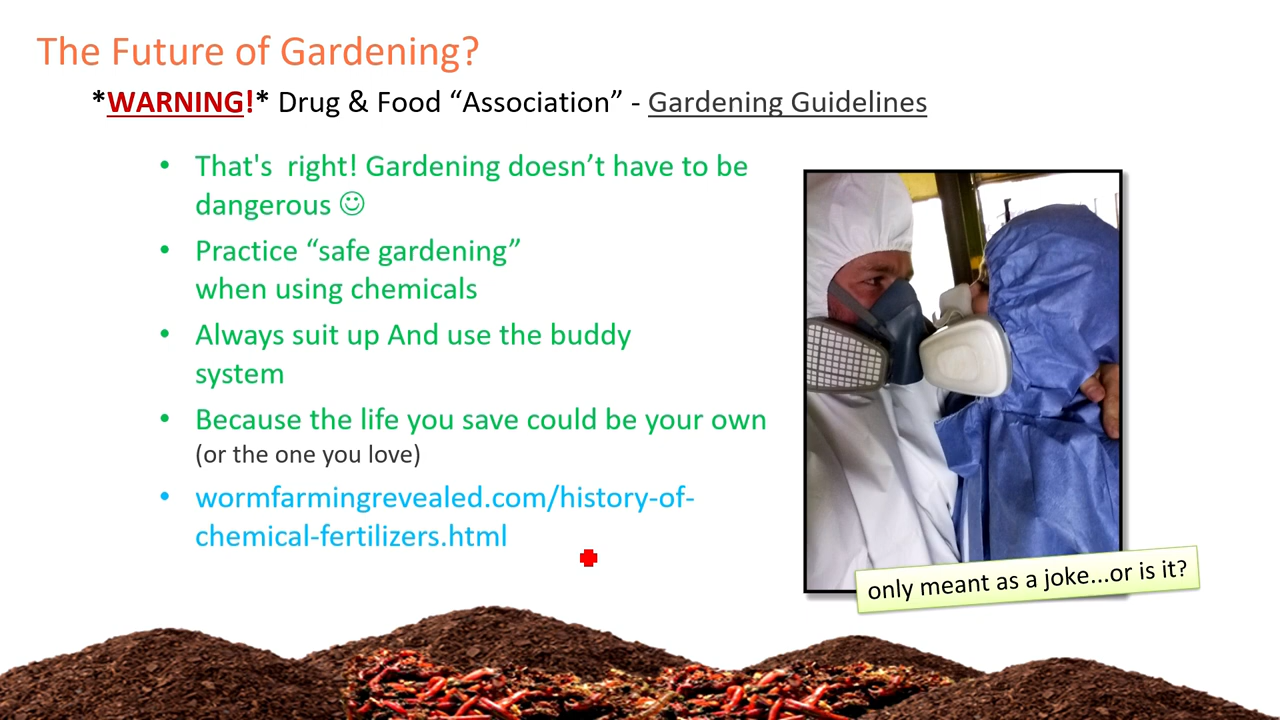 The Future of Gardening?
*WARNING!* Drug & Food “Association” - Gardening Guidelines
• That's  right! Gardening doesn’t have to be
dangerous ☺
• Practice “safe gardening”
when using chemicals
• Always suit up And use the buddy
system
• Because the life you save could be your own
(or the one you love)
• wormfarmingrevealed.com/history-of-
chemical-fertilizers.html
only meant as a joke...or is it?